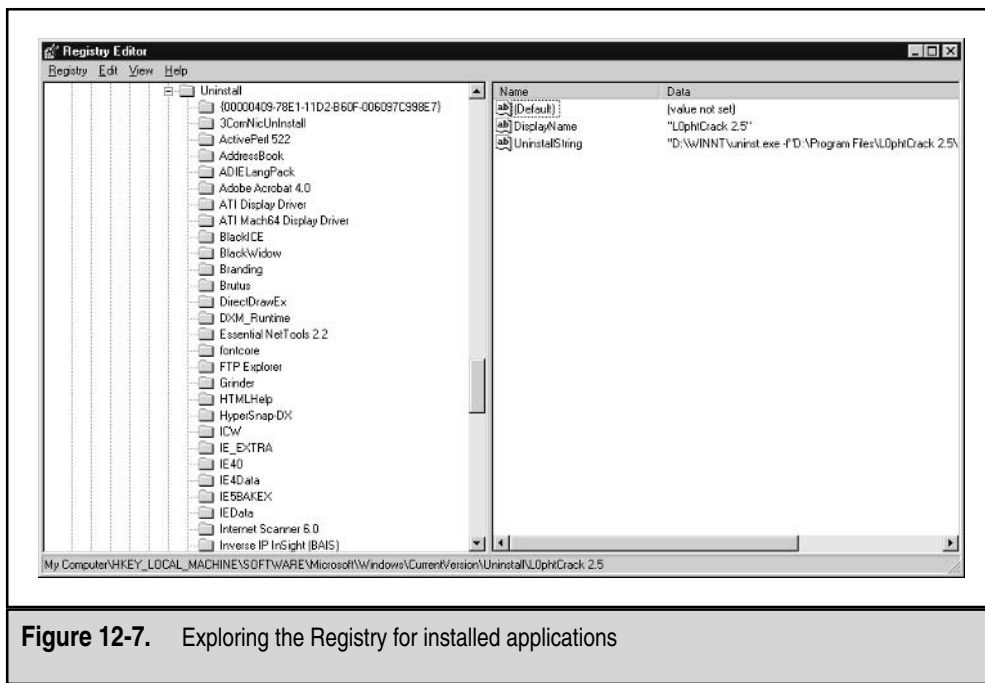 Registry Editor
Registry Edit View Help
Uninstall
{00000409-78E1-11D2-B60F-006097C998E7}
3ComNicUnInstall
ActivePerl 522
AddressBook
ADIELangPack
Adobe Acrobat 4.0
ATI Display Driver
ATI Mach64 Display Driver
BlackICE
BlackWidow
Branding
Brutus
DirectDrawEx
DXM_Runtime
Essential NetTools 2.2
fontcore
FTP Explorer
Grinder
HTMLHelp
HyperSnap-DX
ICW
IE_EXTRA
IE40
IE4Data
IE5BAKEX
IEData
Internet Scanner 6.0
Inverse IP InSight (BAIS)
Name Data
(Default) (value not set)
DisplayName "L0phtCrack 2.5"
UninstallString "D:\WINNT\uninst.exe -f"D:\Program Files\L0phtCrack 2.5\
My Computer\HKEY_LOCAL_MACHINE\SOFTWARE\Microsoft\Windows\CurrentVersion\Uninstall\L0phtCrack 2.5
Figure 12-7. Exploring the Registry for installed applications